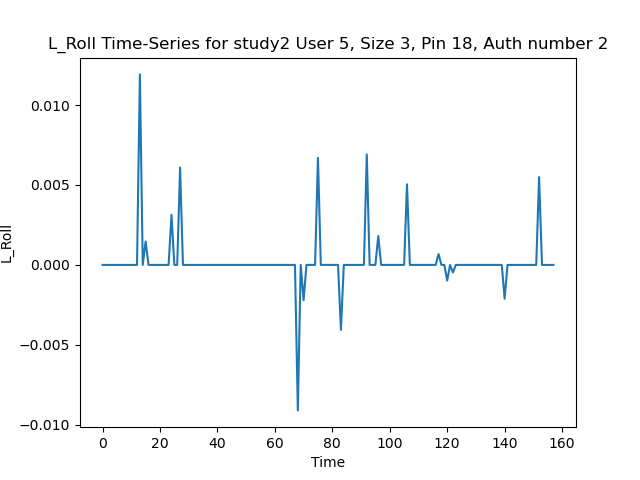 L_Roll Time-Series for study2 User 5, Size 3, Pin 18, Auth number 2
0.010
0.005
0.000
−0.005
−0.010
L_Roll
0 20 40 60 80 100 120 140 160
Time